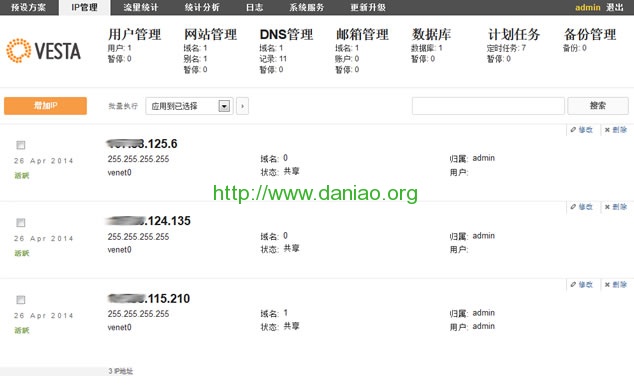 预设方案 IP管理 流量统计 统计分析 日志 系统服务 更新升级 admin 退出
VESTA
用户管理 网站管理 DNS管理 邮箱管理 数据库 计划任务 备份管理
用户: 1 域名: 1 域名: 1 域名: 1 数据库: 1 定时任务: 7 备份: 0
暂停: 0 别名: 1 记录: 11 账户: 0 暂停: 0 暂停: 0
暂停: 0 暂停: 0 暂停: 0
增加IP 批量执行 应用到已选择 › 搜索
修改 删除
.125.6
26 Apr 2014 255.255.255.255 域名: 0 归属: admin
活跃 venet0 状态: 共享 用户:
http://www.daniao.org
修改 删除
.124.135
26 Apr 2014 255.255.255.255 域名: 0 归属: admin
活跃 venet0 状态: 共享 用户:
修改 删除
.115.210
26 Apr 2014 255.255.255.255 域名: 1 归属: admin
活跃 venet0 状态: 共享 用户: admin
3 IP地址